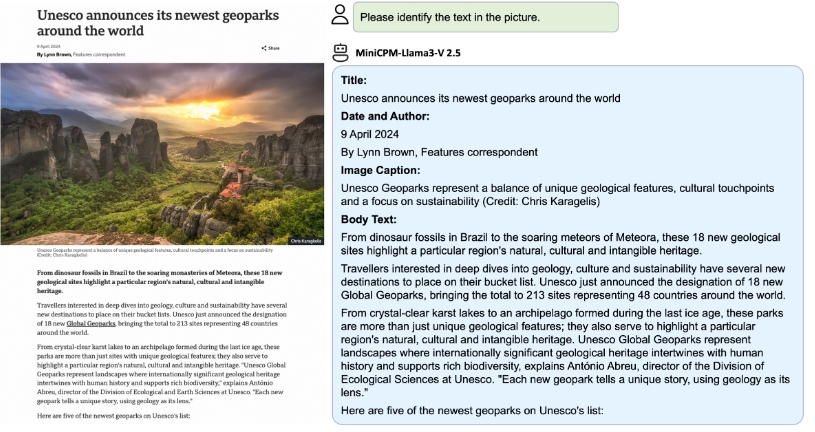 Unesco announces its newest geoparks
around the world
9 April 2024
By Lynn Brown, Features correspondent
Share
Chris Karagelis
Unesco Geoparks represent a balance of unique geological features, cultural touchpoints and a focus on sustainability
(Credit: Chris Karagelis)
From dinosaur fossils in Brazil to the soaring monasteries of Meteora, these 18 new
geological sites highlight a particular region's natural, cultural and intangible
heritage.
Travellers interested in deep dives into geology, culture and sustainability have several
new destinations to place on their bucket lists. Unesco just announced the designation
of 18 new Global Geoparks, bringing the total to 213 sites representing 48 countries
around the world.
From crystal-clear karst lakes to an archipelago formed during the last ice age, these
parks are more than just sites with unique geological features; they also serve to
highlight a particular region's natural, cultural and intangible heritage. "Unesco Global
Geoparks represent landscapes where internationally significant geological heritage
intertwines with human history and supports rich biodiversity," explains António
Abreu, director of the Division of Ecological and Earth Sciences at Unesco. "Each new
geopark tells a unique story, using geology as its lens."
Here are five of the newest geoparks on Unesco's list:
Please identify the text in the picture.
MiniCPM-Llama3-V 2.5
Title:
Unesco announces its newest geoparks around the world
Date and Author:
9 April 2024
By Lynn Brown, Features correspondent
Image Caption:
Unesco Geoparks represent a balance of unique geological features, cultural touchpoints
and a focus on sustainability (Credit: Chris Karagelis)
Body Text:
From dinosaur fossils in Brazil to the soaring meteors of Meteora, these 18 new geological
sites highlight a particular region's natural, cultural and intangible heritage.
Travellers interested in deep dives into geology, culture and sustainability have several new
destinations to place on their bucket list. Unesco just announced the designation of 18 new
Global Geoparks, bringing the total to 213 sites representing 48 countries around the world.
From crystal-clear karst lakes to an archipelago formed during the last ice age, these parks
are more than just unique geological features; they also serve to highlight a particular
region's natural, cultural and intangible heritage. Unesco Global Geoparks represent
landscapes where internationally significant geological heritage intertwines with human
history and supports rich biodiversity, explains António Abreu, director of the Division of
Ecological Sciences at Unesco. "Each new geopark tells a unique story, using geology as its
lens."
Here are five of the newest geoparks on Unesco's list: